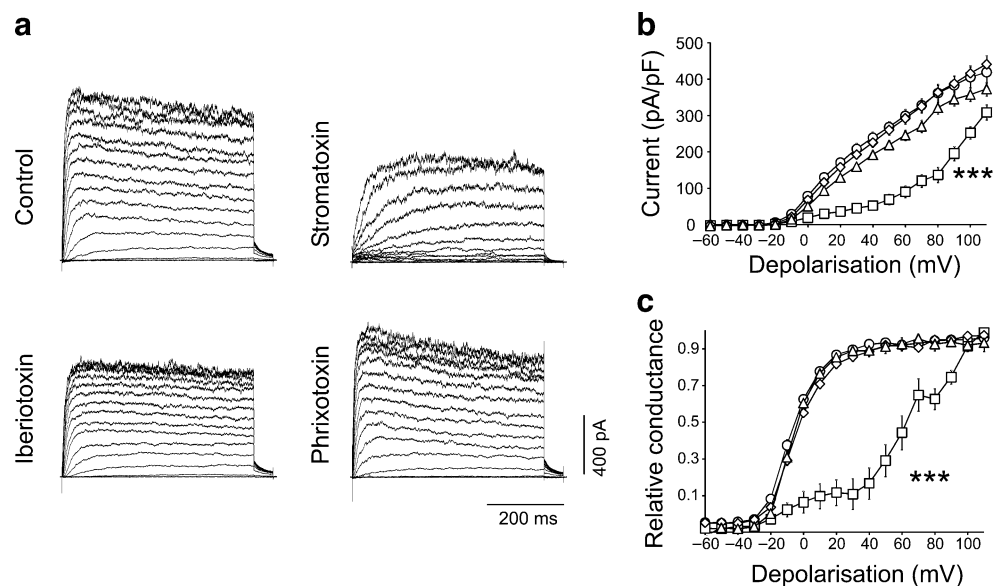 a
Control
Stromatoxin
Iberiotoxin
Phrixotoxin
400 pA
200 ms
b
Current (pA/pF)
500
400
300
200
100
0
−60 −40 −20 0 20 40 60 80 100
***
Depolarisation (mV)
c
Relative conductance
0.9
0.7
0.5
0.3
0.1
−60 −40 −20 0 20 40 60 80 100
***
Depolarisation (mV)